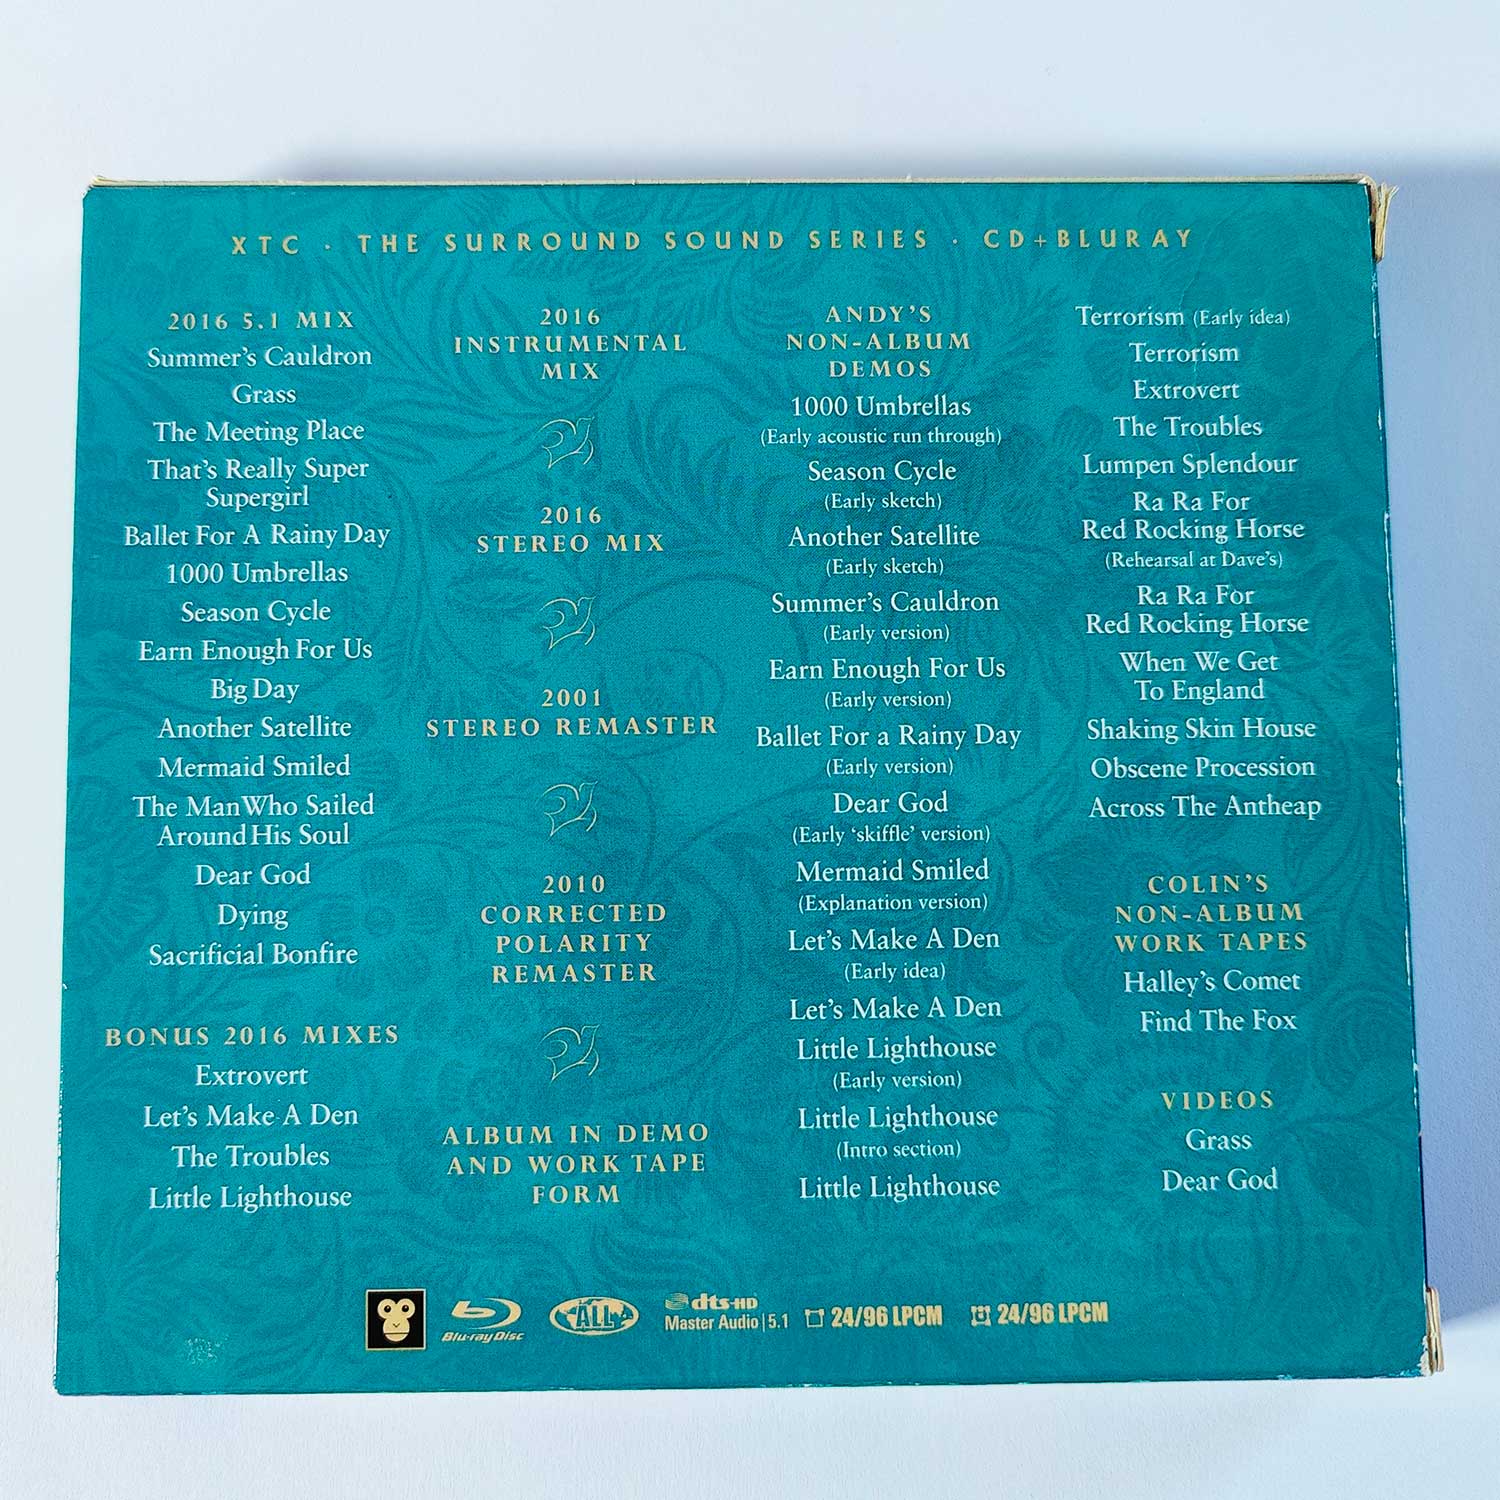 XTC · THE SURROUND SOUND SERIES · CD+BLURAY
2016 5.1 MIX
Summer's Cauldron
Grass
The Meeting Place
That's Really Super
Supergirl
Ballet For A Rainy Day
1000 Umbrellas
Season Cycle
Earn Enough For Us
Big Day
Another Satellite
Mermaid Smiled
The Man Who Sailed
Around His Soul
Dear God
Dying
Sacrificial Bonfire
BONUS 2016 MIXES
Extrovert
Let's Make A Den
The Troubles
Little Lighthouse
2016
INSTRUMENTAL
MIX
2016
STEREO MIX
2001
STEREO REMASTER
2010
CORRECTED
POLARITY
REMASTER
ALBUM IN DEMO
AND WORK TAPE
FORM
ANDY'S
NON-ALBUM
DEMOS
1000 Umbrellas
(Early acoustic run through)
Season Cycle
(Early sketch)
Another Satellite
(Early sketch)
Summer's Cauldron
(Early version)
Earn Enough For Us
(Early version)
Ballet For a Rainy Day
(Early version)
Dear God
(Early 'skiffle' version)
Mermaid Smiled
(Explanation version)
Let's Make A Den
(Early idea)
Let's Make A Den
Little Lighthouse
(Early version)
Little Lighthouse
(Intro section)
Little Lighthouse
Terrorism (Early idea)
Terrorism
Extrovert
The Troubles
Lumpen Splendour
Ra Ra For
Red Rocking Horse
(Rehearsal at Dave's)
Ra Ra For
Red Rocking Horse
When We Get
To England
Shaking Skin House
Obscene Procession
Across The Antheap
COLIN'S
NON-ALBUM
WORK TAPES
Halley's Comet
Find The Fox
VIDEOS
Grass
Dear God
Blu-ray Disc
ALL
dts-HD
Master Audio | 5.1
24/96 LPCM
24/96 LPCM